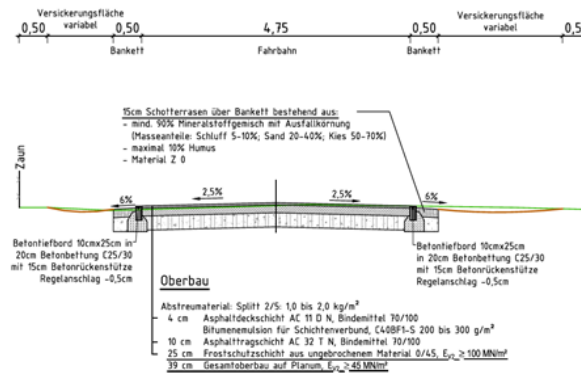 Versickerungsfläche
variabel
Versickerungsfläche
variabel
0,50
0,50
4,75
0,50
0,5
Bankett
Fahrbahn
Bankett
15cm Schotterrasen über Bankett bestehend aus:
- mind. 90% Mineralstoffgemisch mit Ausfallkörnung
(Masseanteile: Schluff 5-10%; Sand 20-40%; Kies 50-70%)
- maximal 10% Humus
- Material Z 0
Zaun
6%
2,5%
2,5%
6%
Betontiefbord 10cmx25cm in
20cm Betonbettung C25/30
mit 15cm Betonrückenstütze
Regelanschlag -0,5cm
Betontiefbord 10cmx25cm
in 20cm Betonbettung C25/30
mit 15cm Betonrückenstütze
Regelanschlag -0,5cm
Oberbau
Abstreumaterial: Splitt 2/5: 1,0 bis 2,0 kg/m²
4 cm Asphaltdeckschicht AC 11 D N, Bindemittel 70/100
Bitumenemulsion für Schichtenverbund, C40BF1-S 200 bis 300 g/m²
10 cm Asphalttragschicht AC 32 T N, Bindemittel 70/100
25 cm Frostschutzschicht aus ungebrochenem Material 0/45, Ev2 ≥ 100 MN/m²
39 cm Gesamtoberbau auf Planum, Ev2 ≥ 45 MN/m²